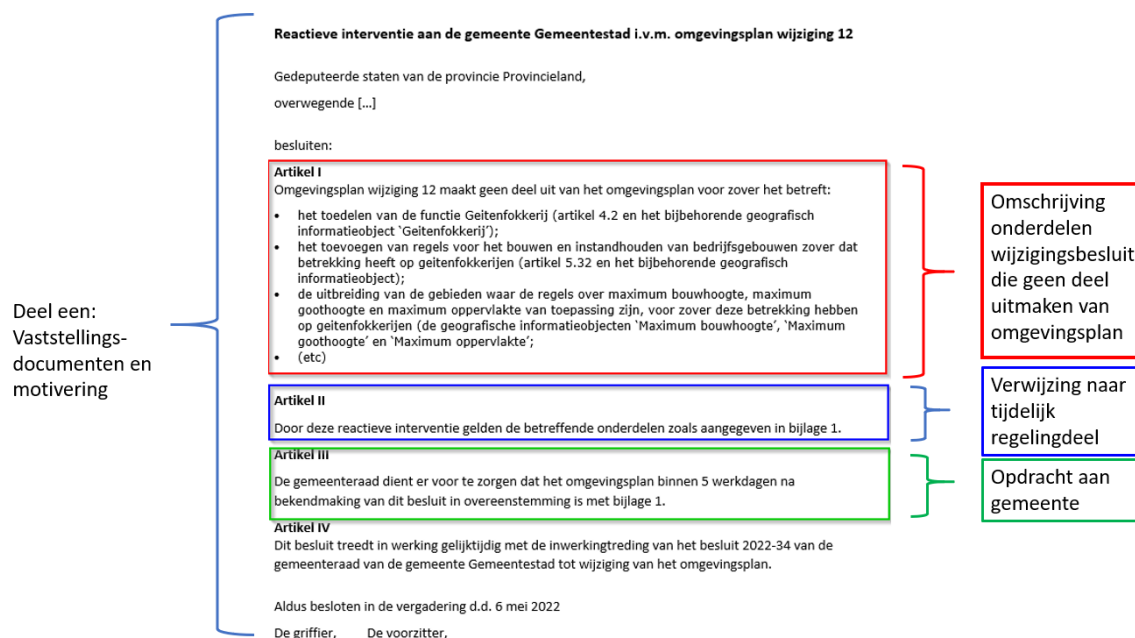 Reactieve interventie aan de gemeente Gemeentestad i.v.m. omgevingsplan wijziging 12
Gedeputeerde staten van de provincie Provincieland,
overwegende […]
besluiten:
Artikel I
Omgevingsplan wijziging 12 maakt geen deel uit van het omgevingsplan voor zover het betreft:
• het toedelen van de functie Geitenfokkerij (artikel 4.2 en het bijbehorende geografisch
informatieobject ‘Geitenfokkerij’);
• het toevoegen van regels voor het bouwen en instandhouden van bedrijfsgebouwen zover dat
betrekking heeft op geitenfokkerijen (artikel 5.32 en het bijbehorende geografisch
informatieobject);
• de uitbreiding van de gebieden waar de regels over maximum bouwhoogte, maximum
goothoogte en maximum oppervlakte van toepassing zijn, voor zover deze betrekking hebben
op geitenfokkerijen (de geografische informatieobjecten ‘Maximum bouwhoogte’, ‘Maximum
goothoogte’ en ‘Maximum oppervlakte’;
• (etc)
Artikel II
Door deze reactieve interventie gelden de betreffende onderdelen zoals aangegeven in bijlage 1.
Artikel III
De gemeenteraad dient er voor te zorgen dat het omgevingsplan binnen 5 werkdagen na
bekendmaking van dit besluit in overeenstemming is met bijlage 1.
Artikel IV
Dit besluit treedt in werking gelijktijdig met de inwerkingtreding van het besluit 2022-34 van de
gemeenteraad van de gemeente Gemeentestad tot wijziging van het omgevingsplan.
Aldus besloten in de vergadering d.d. 6 mei 2022
De griffier, De voorzitter,
Deel een:
Vaststellings-
documenten en
motivering
Omschrijving
onderdelen
wijzigingsbesluit
die geen deel
uitmaken van
omgevingsplan
Verwijzing naar
tijdelijk
regelingdeel
Opdracht aan
gemeente